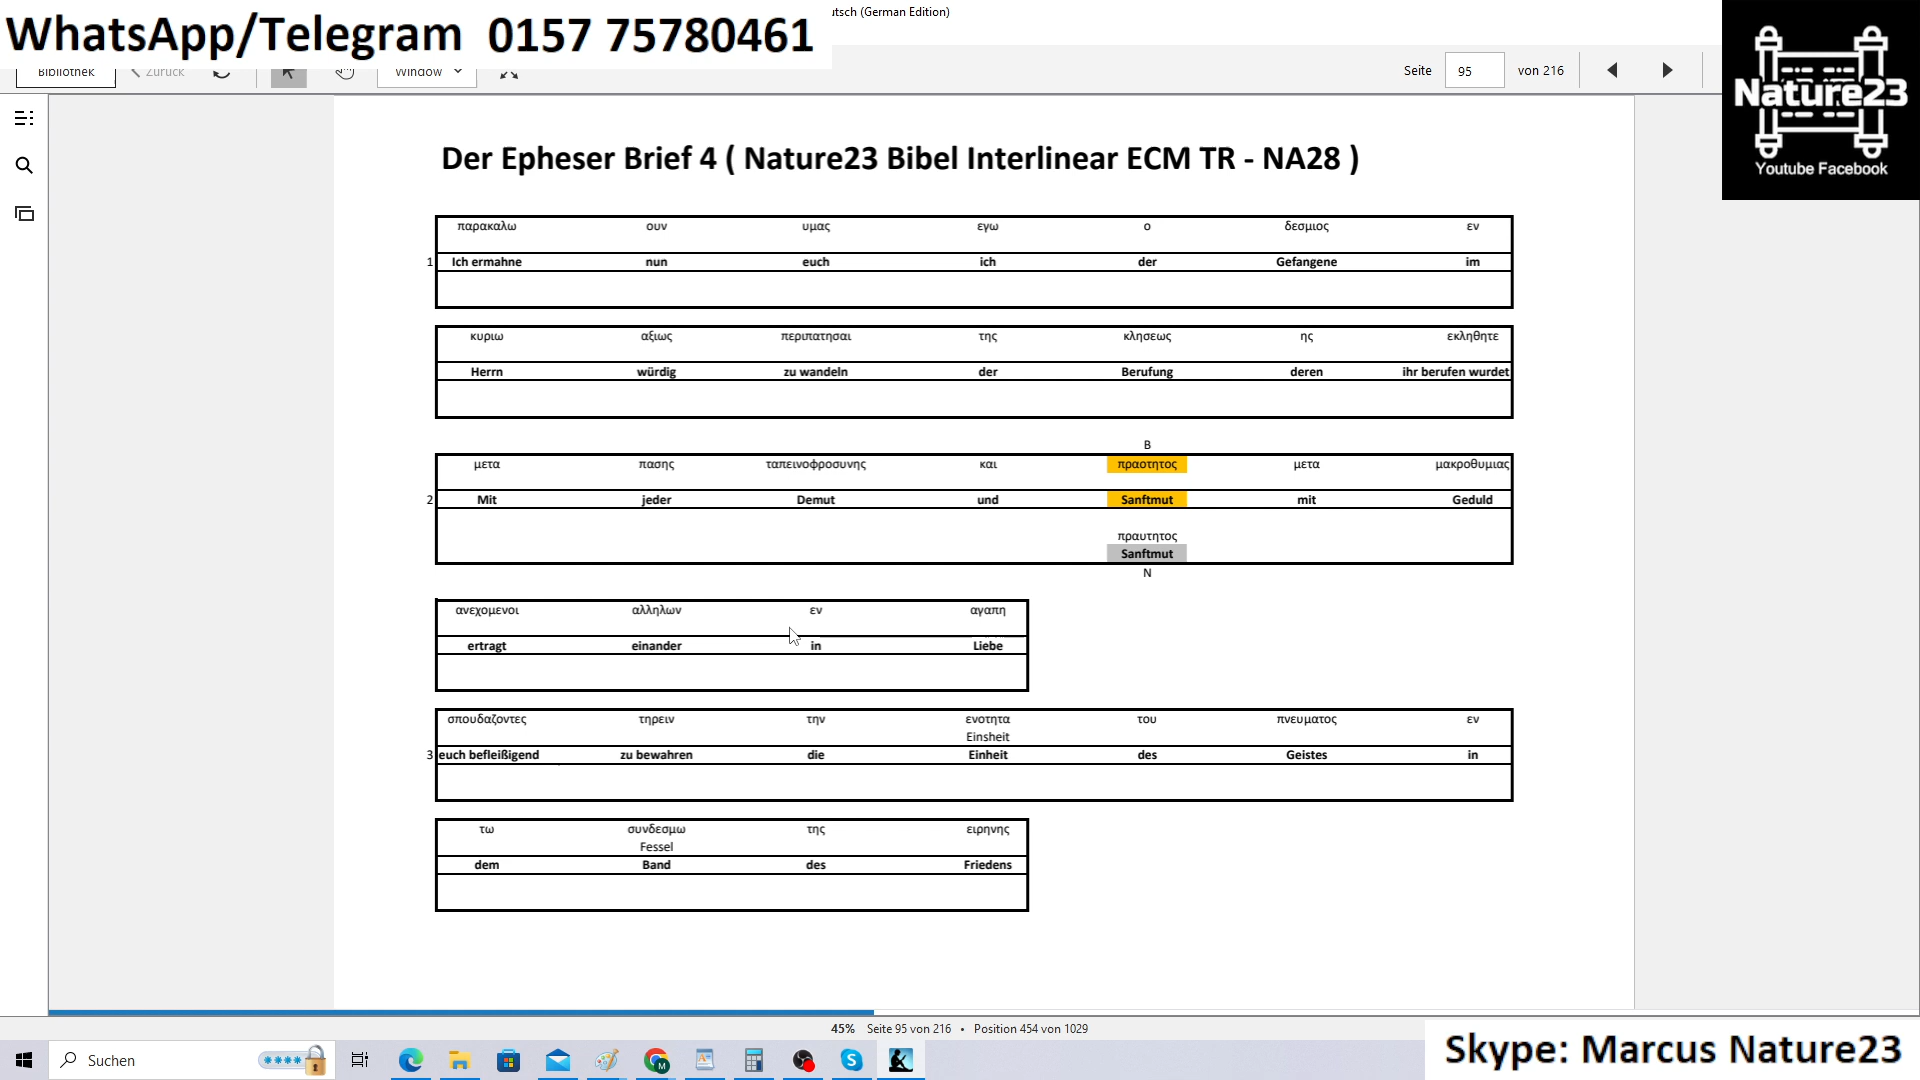 WhatsApp/Telegram 0157 75780461
utsch (German Edition)
Bibliothek Zurück Window Seite 95 von 216
Nature23
Youtube Facebook
Der Epheser Brief 4 ( Nature23 Bibel Interlinear ECM TR - NA28 )
παρακαλω ουν υμας εγω ο δεσμιος εν
1 Ich ermahne nun euch ich der Gefangene im
κυριω αξιως περιπατησαι της κλησεως ης εκληθητε
Herrn würdig zu wandeln der Berufung deren ihr berufen wurdet
B
μετα πασης ταπεινοφροσυνης και πραοτητος μετα μακροθυμιας
2 Mit jeder Demut und Sanftmut mit Geduld
πραυτητος
Sanftmut
N
ανεχομενοι αλληλων εν αγαπη
ertragt einander in Liebe
σπουδαζοντες τηρειν την ενοτητα του πνευματος εν
Einsheit
3 euch befleißigend zu bewahren die Einheit des Geistes in
τω συνδεσμω της ειρηνης
Fessel
dem Band des Friedens
45% Seite 95 von 216 • Position 454 von 1029
Suchen
Skype: Marcus Nature23